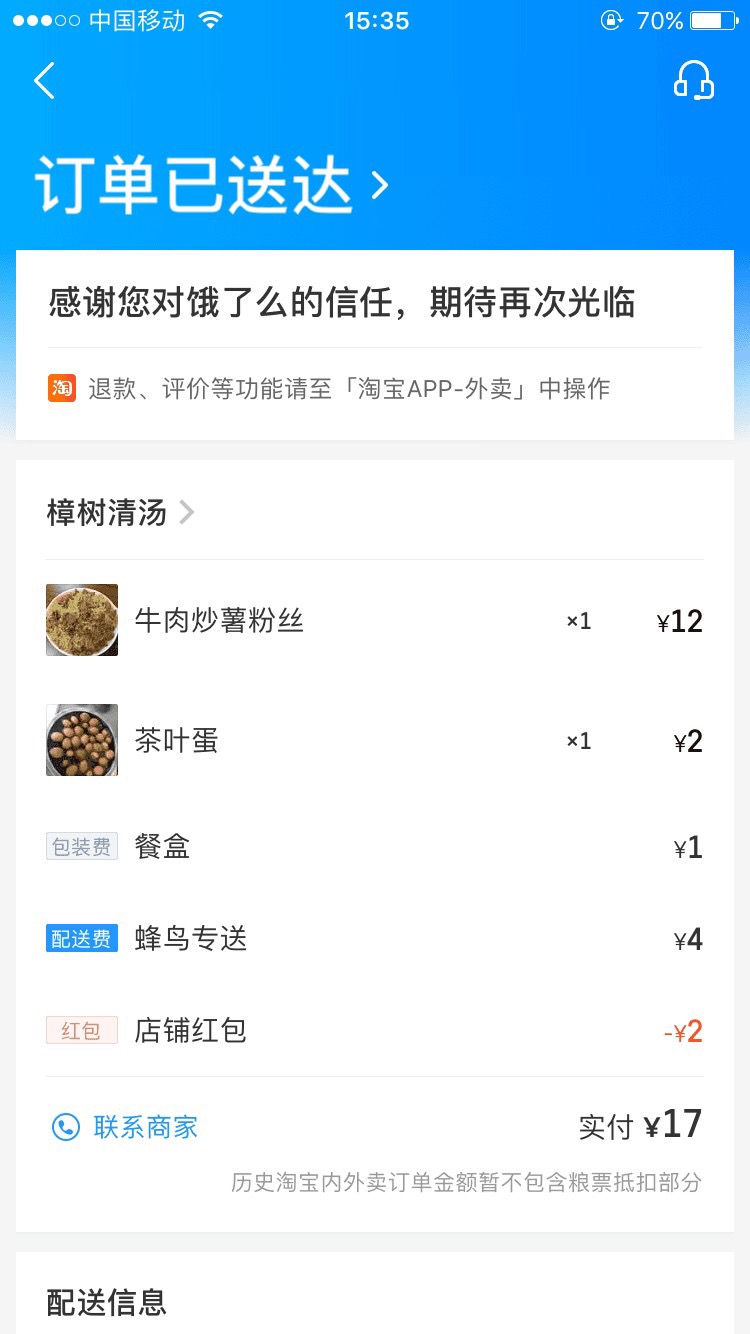 中国移动 15:35 70%
订单已送达
感谢您对饿了么的信任，期待再次光临
淘 退款、评价等功能请至「淘宝APP-外卖」中操作
樟树清汤
牛肉炒薯粉丝 ×1 ¥12
茶叶蛋 ×1 ¥2
包装费 餐盒 ¥1
配送费 蜂鸟专送 ¥4
红包 店铺红包 -¥2
联系商家 实付 ¥17
历史淘宝内外卖订单金额暂不包含粮票抵扣部分
配送信息